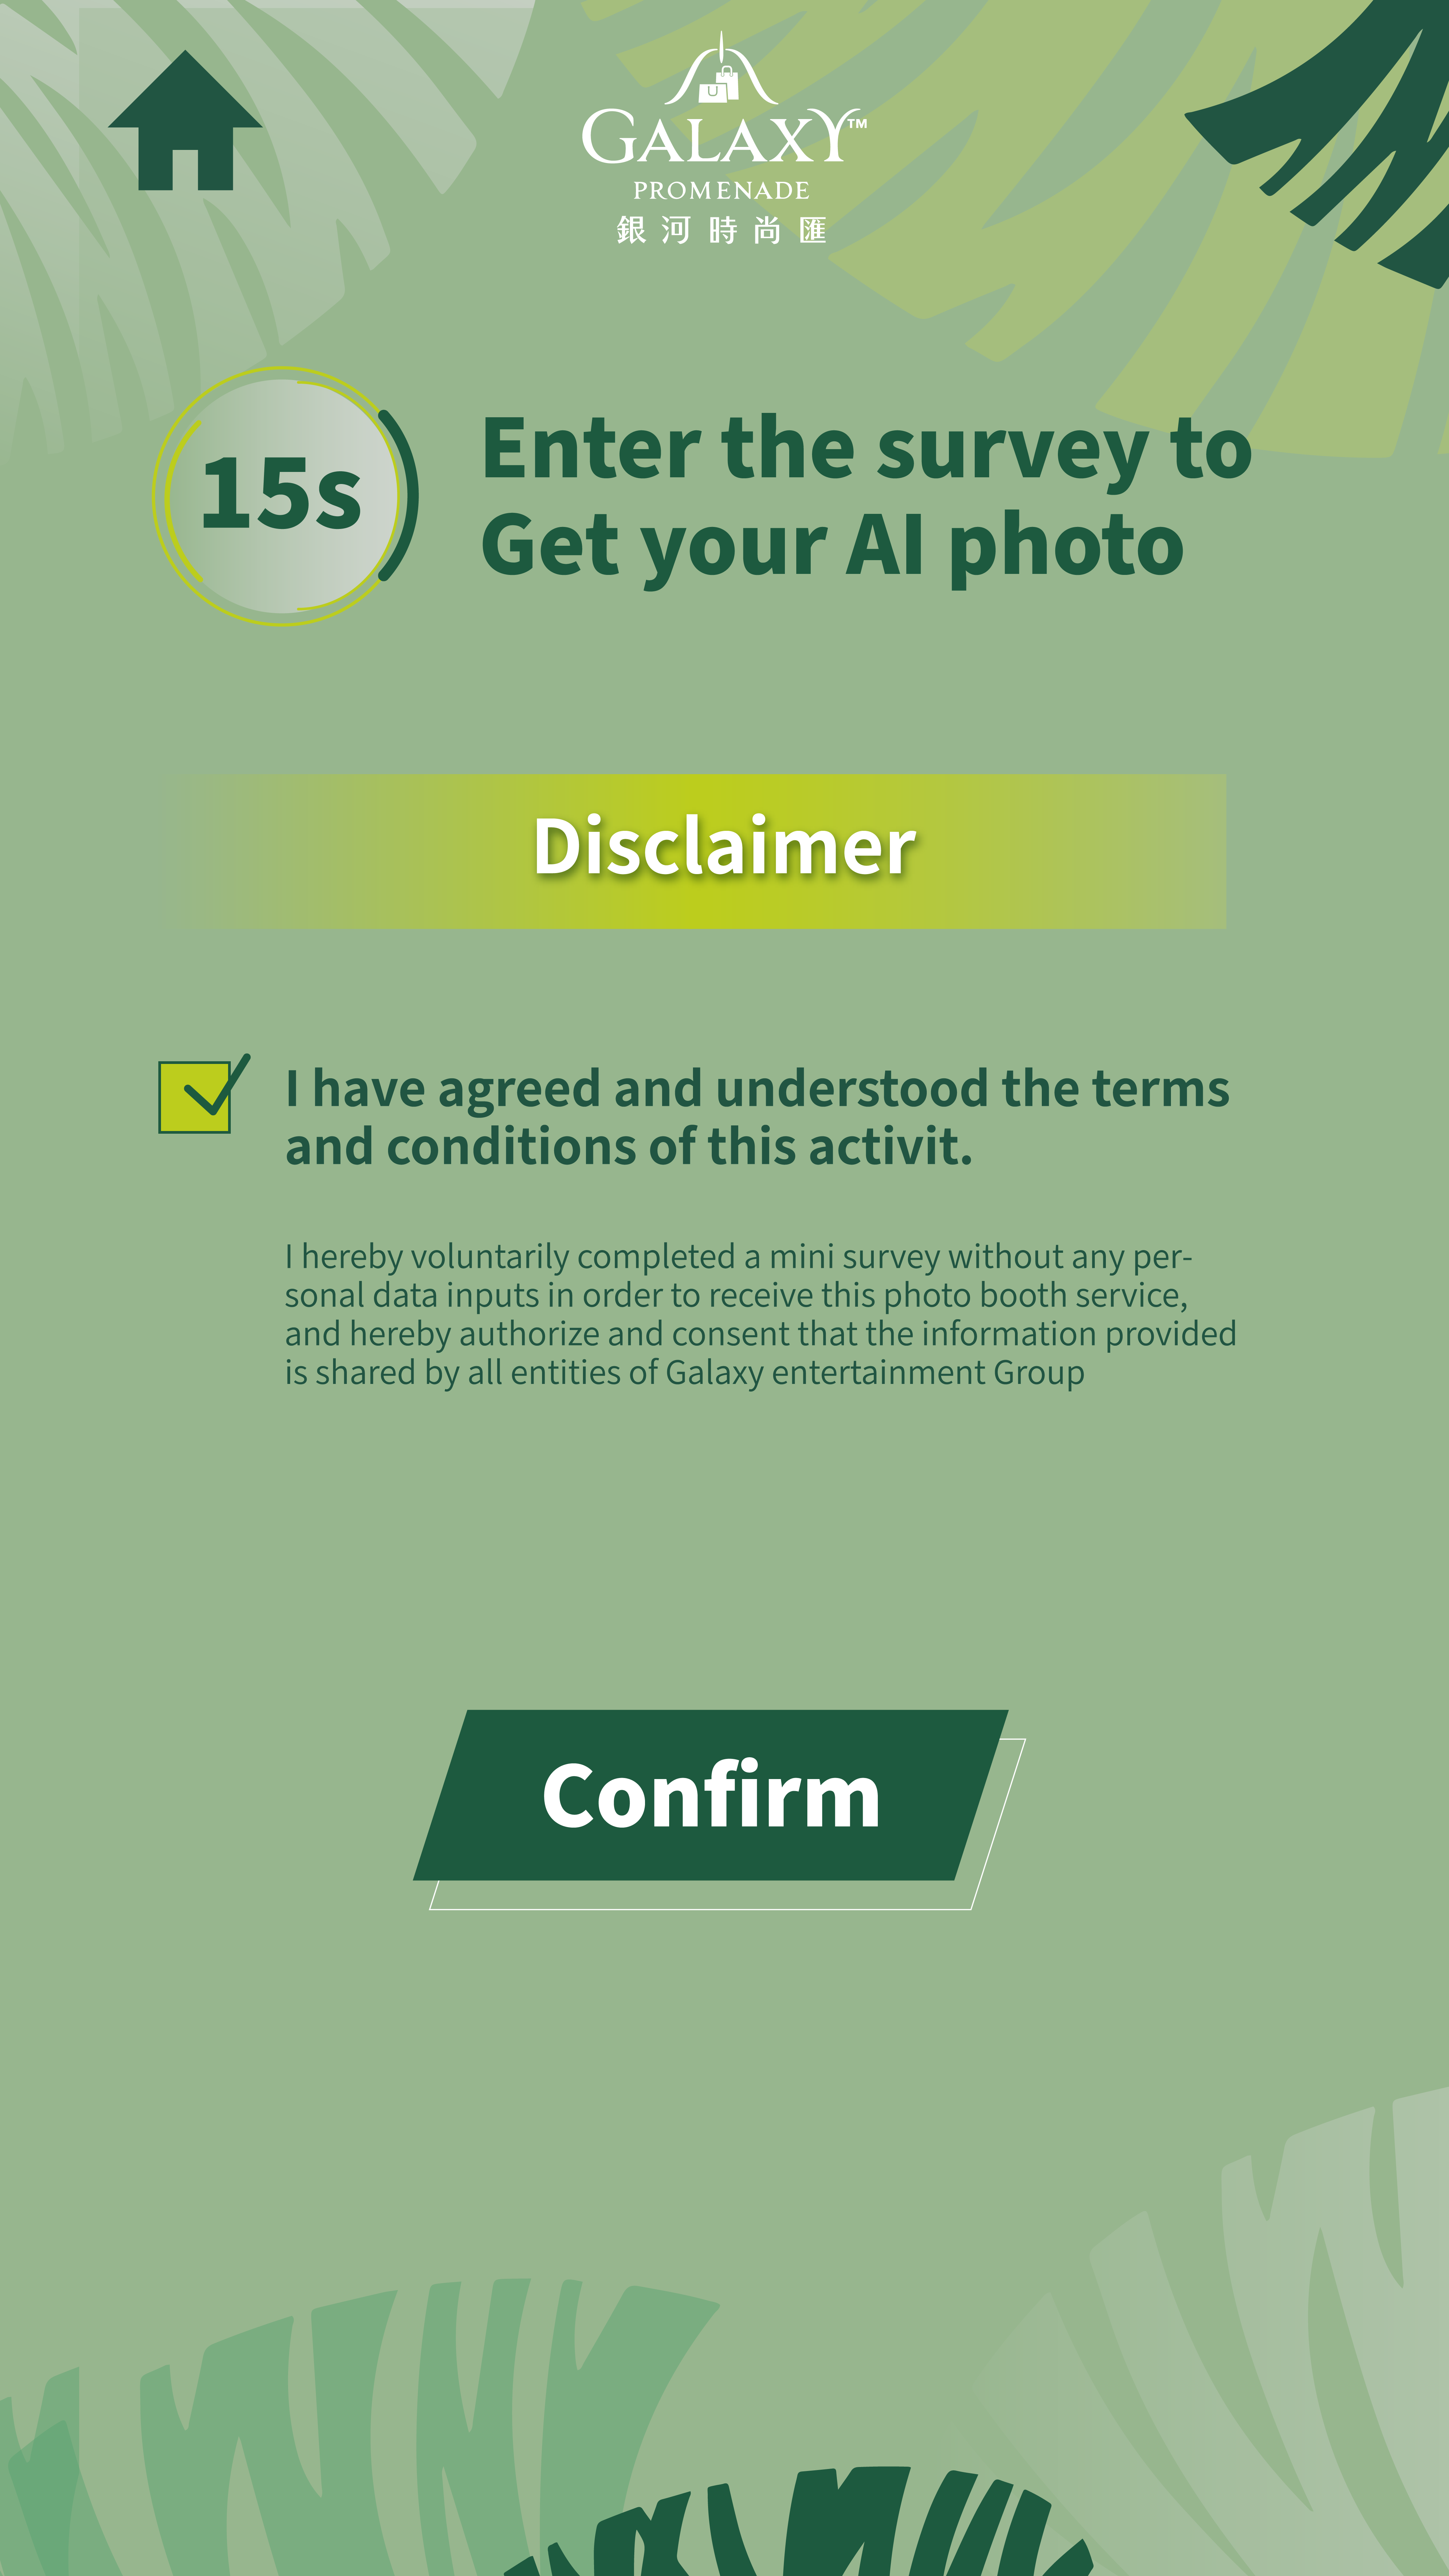 GALAXY™
PROMENADE
銀河時尚匯
15s
Enter the survey to
Get your AI photo
Disclaimer
I have agreed and understood the terms
and conditions of this activit.
I hereby voluntarily completed a mini survey without any per-
sonal data inputs in order to receive this photo booth service,
and hereby authorize and consent that the information provided
is shared by all entities of Galaxy entertainment Group
Confirm